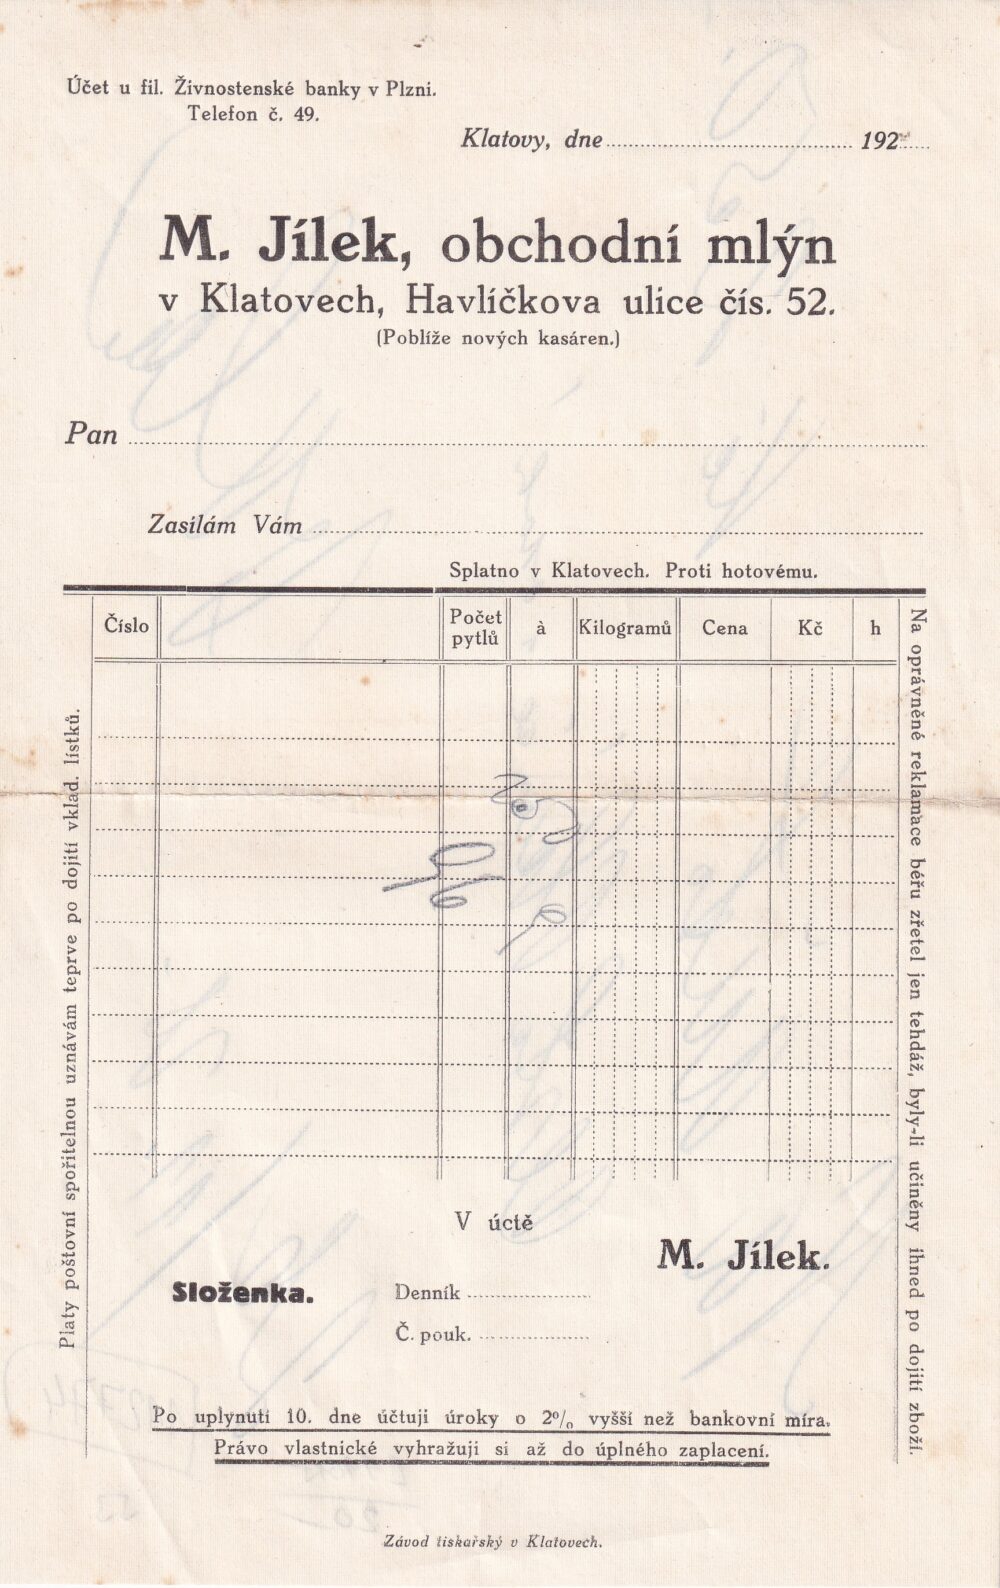 Účet u fil. Živnostenské banky v Plzni.
Telefon č. 49.
Klatovy, dne 192
M. Jílek, obchodní mlýn
v Klatovech, Havlíčkova ulice čís. 52.
(Poblíže nových kasáren.)
Pan
Zasílám Vám
Splatno v Klatovech. Proti hotovému.
Číslo Počet pytlů à Kilogramů Cena Kč h
Platy poštovní spořitelnou uznávám teprve po dojití vklad. lístků.
Na oprávněné reklamace béřu zřetel jen tehdáž, byly-li učiněny ihned po dojití zboží.
V úctě
M. Jílek.
Složenka.
Denník
Č. pouk.
Po uplynutí 10. dne účtuji úroky o 2% vyšší než bankovní míra.
Právo vlastnické vyhražuji si až do úplného zaplacení.
Závod tiskařský v Klatovech.